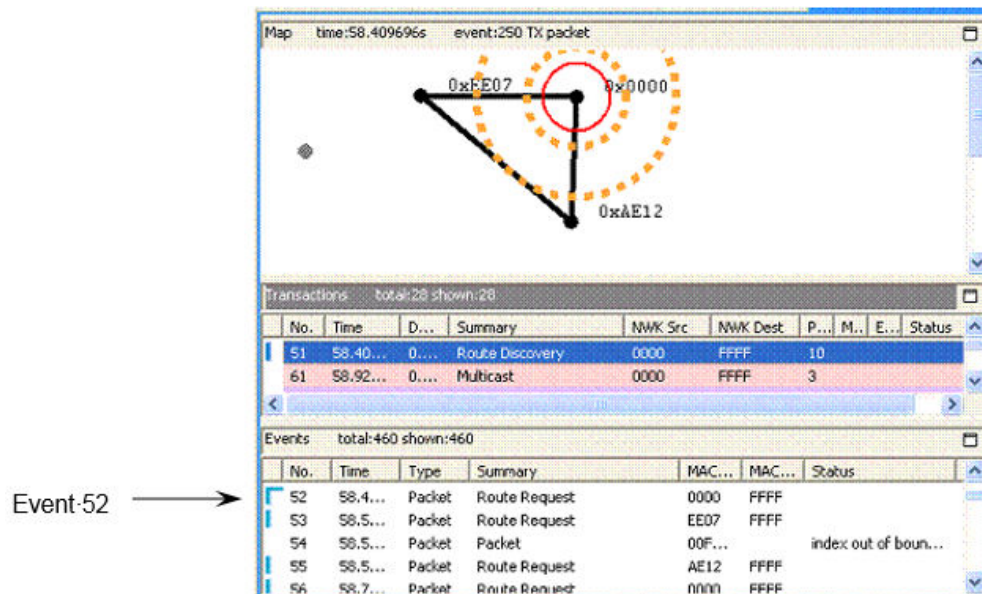 Map time:58.409696s event:250 TX packet
0xEE07 0x0000
0xAE12
Transactions total:28 shown:28
No. Time D... Summary NWK Src NWK Dest P... M.. E... Status
51 58.40... 0.... Route Discovery 0000 FFFF 10
61 58.92... 0.... Multicast 0000 FFFF 3
Events total:460 shown:460
No. Time Type Summary MAC... MAC... Status
Event·52
52 58.4... Packet Route Request 0000 FFFF
53 58.5... Packet Route Request EE07 FFFF
54 58.5... Packet Packet 00F... index out of boun...
55 58.5... Packet Route Request AE12 FFFF
56 58.7... Packet Route Request 0000 FFFF